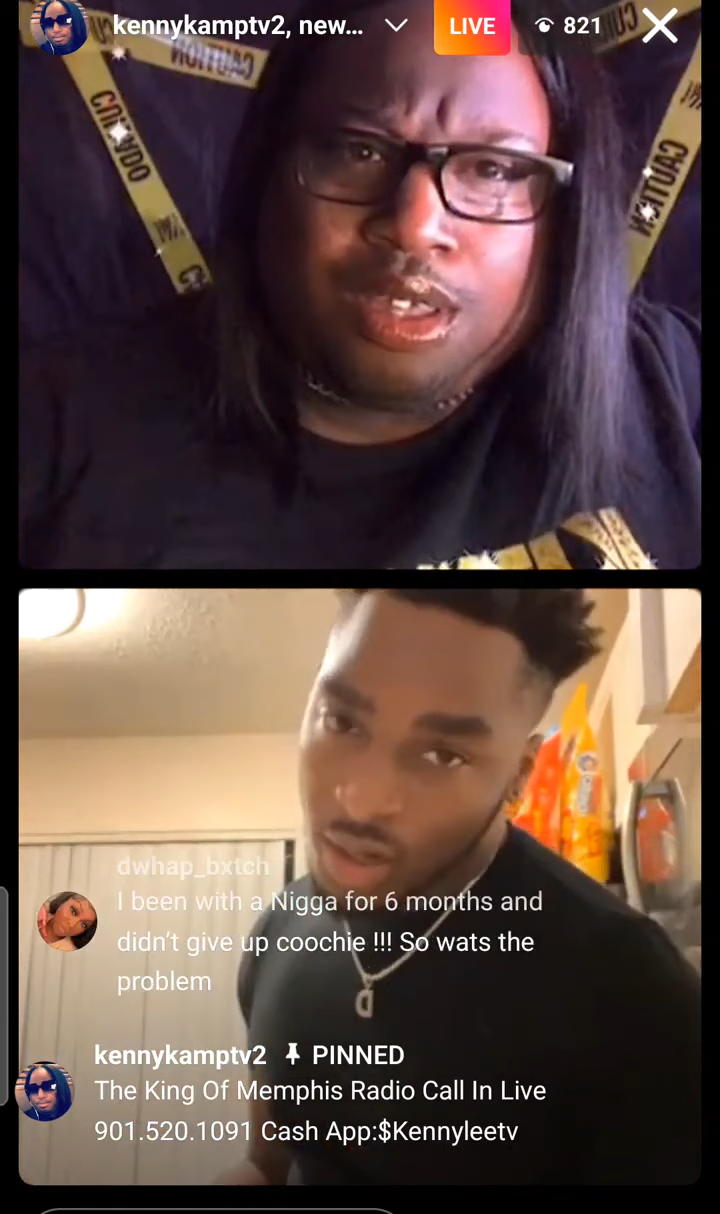 kennykamptv2, new...
LIVE
821
CAUTION
CUIDADO
CAUTION
dwhap_bxtch
I been with a Nigga for 6 months and
didn't give up coochie !!! So wats the
problem
kennykamptv2 PINNED
The King Of Memphis Radio Call In Live
901.520.1091 Cash App:$Kennyleetv